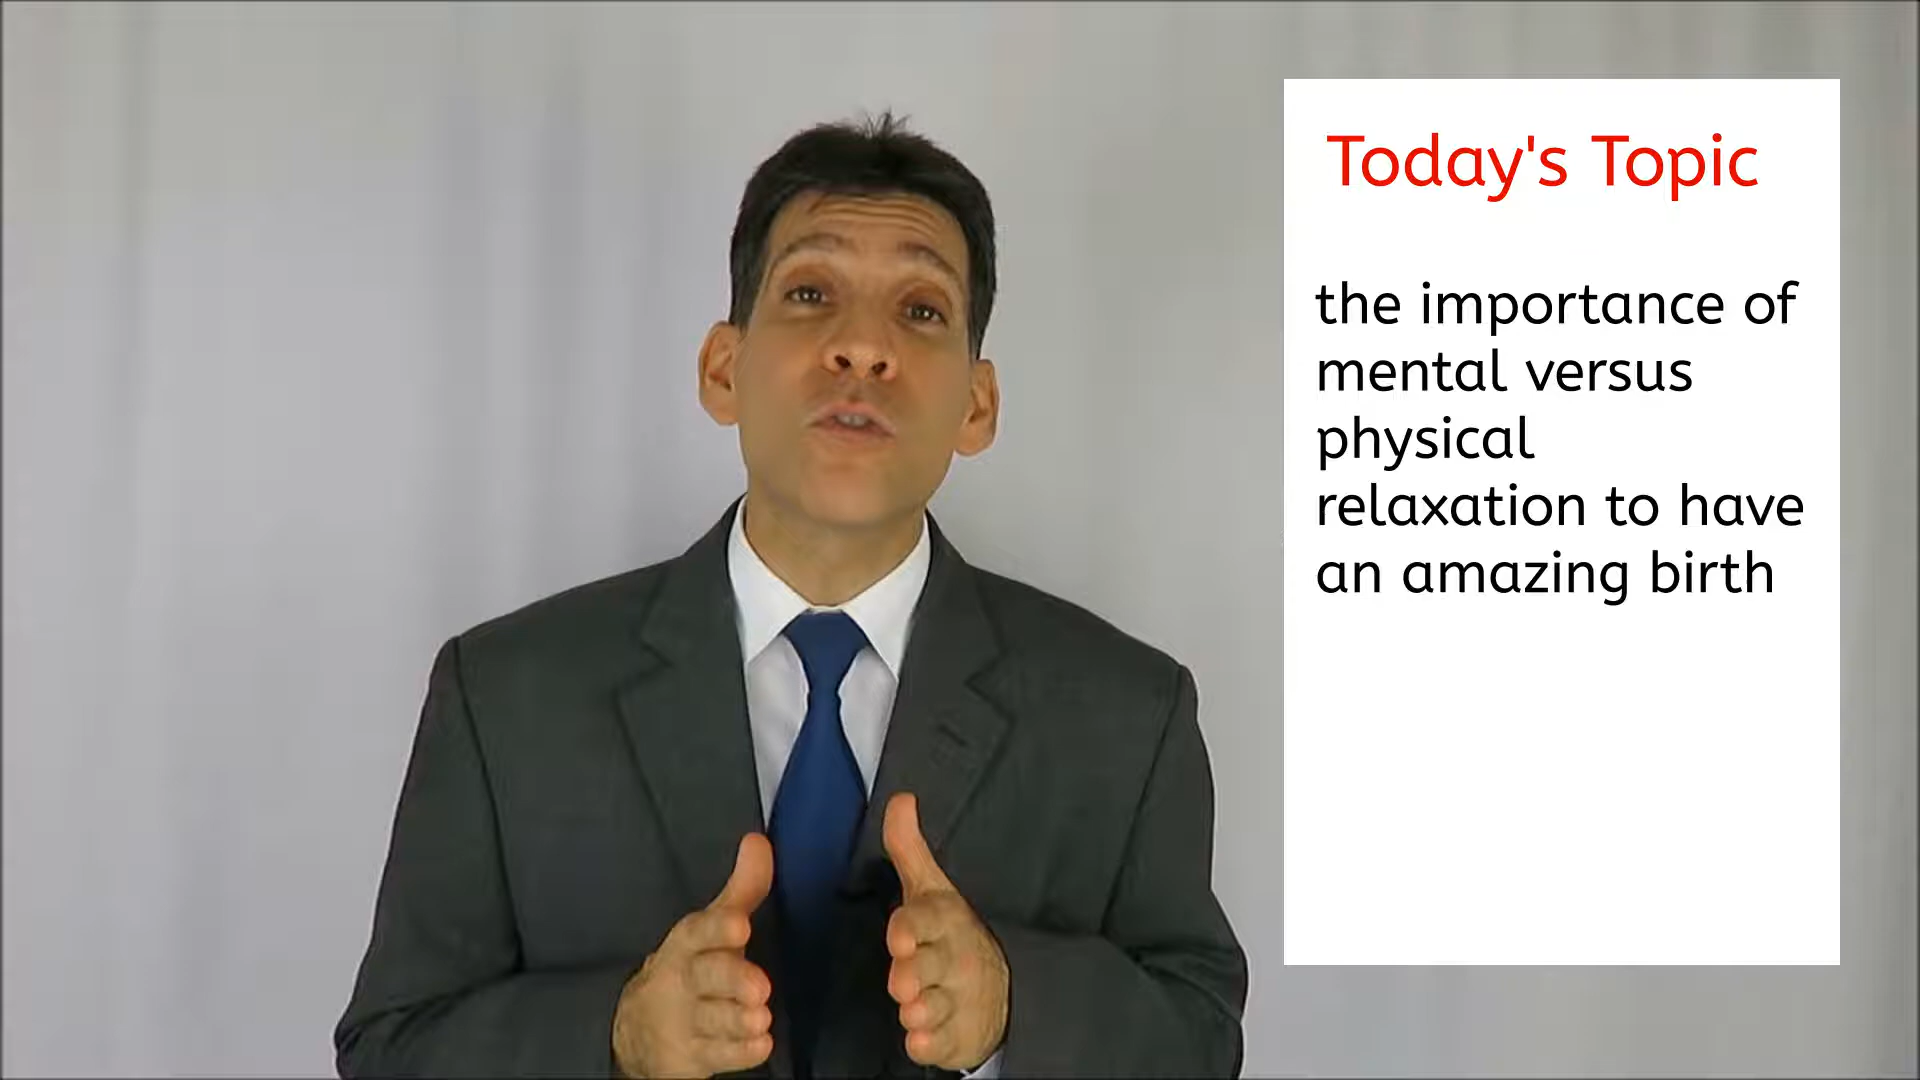 Today's Topic
the importance of
mental versus
physical
relaxation to have
an amazing birth